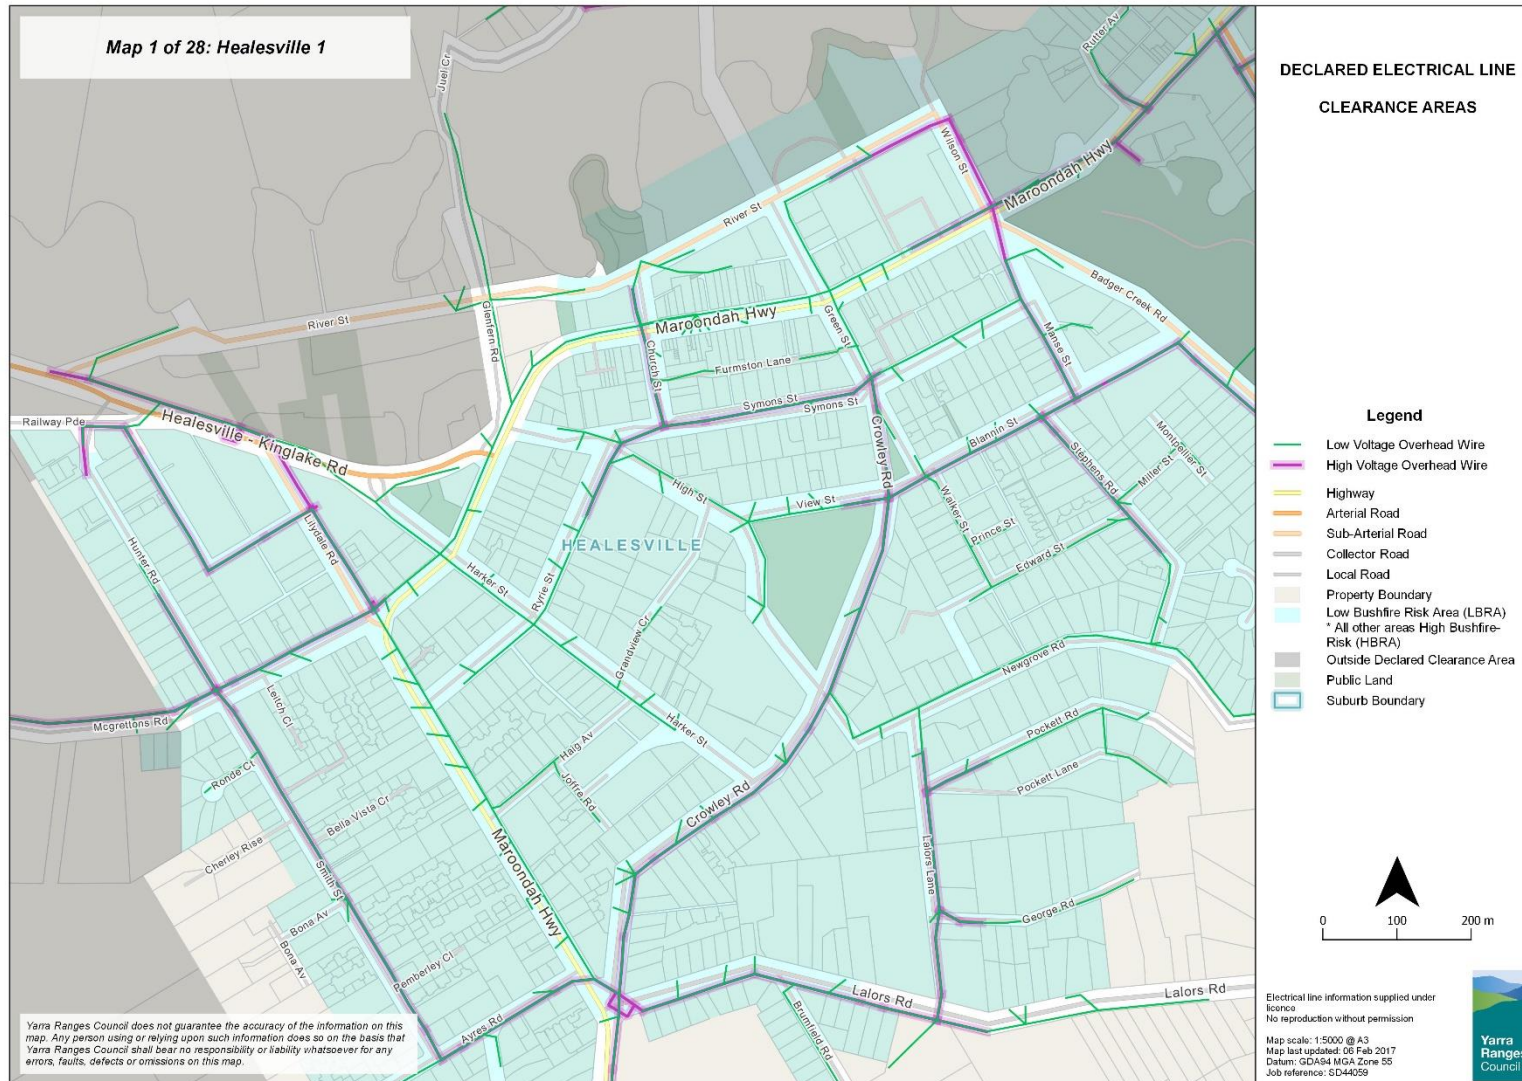 Map 1 of 28: Healesville 1
DECLARED ELECTRICAL LINE
CLEARANCE AREAS
Rutter Av
Juel Cr
Wilson St
Maroondah Hwy
River St
Badger Creek Rd
River St
Glenfern Rd
Maroondah Hwy
Green St
Manse St
Church St
Furmston Lane
Symons St
Symons St
Railway Pde
Healesville - Kinglake Rd
Crowley Rd
Blannin St
Montpellier St
Miller St
Stephens Rd
High St
View St
Walker St
Prince St
Edward St
Lilydale Rd
Hunter Rd
HEALESVILLE
Harker St
Ryrie St
Grandview Cr
Newgrove Rd
Leitch Ct
Mcgrettons Rd
Harker St
Pockett Rd
Haig Av
Joffre Rd
Ronde Ct
Pockett Lane
Bella Vista Cr
Crowley Rd
Cherley Rise
Smith St
Maroondah Hwy
Lalors Lane
Bona Av
Bona Av
George Rd
Pemberley Cl
Lalors Rd
Lalors Rd
Ayres Rd
Brumfield Rd
Yarra Ranges Council does not guarantee the accuracy of the information on this
map. Any person using or relying upon such information does so on the basis that
Yarra Ranges Council shall bear no responsibility or liability whatsoever for any
errors, faults, defects or omissions on this map.
Legend
Low Voltage Overhead Wire
High Voltage Overhead Wire
Highway
Arterial Road
Sub-Arterial Road
Collector Road
Local Road
Property Boundary
Low Bushfire Risk Area (LBRA)
* All other areas High Bushfire-
Risk (HBRA)
Outside Declared Clearance Area
Public Land
Suburb Boundary
0 100 200 m
Electrical line information supplied under
licence
No reproduction without permission
Map scale: 1:5000 @ A3
Map last updated: 06 Feb 2017
Datum: GDA94 MGA Zone 55
Job reference: SD44059
Yarra
Ranges
Council